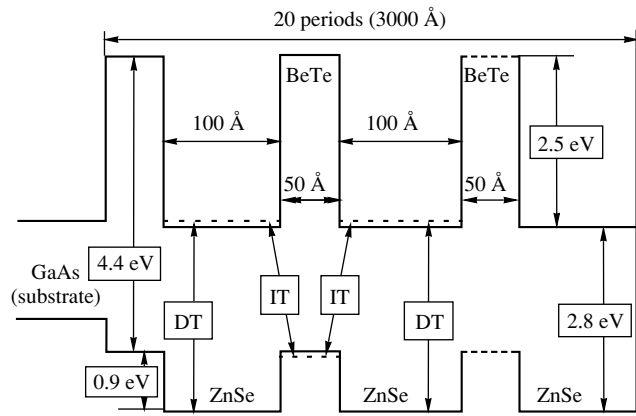 20 periods (3000 Å)
BeTe
BeTe
100 Å
100 Å
2.5 eV
50 Å
50 Å
GaAs
(substrate)
4.4 eV
DT
IT
IT
DT
2.8 eV
0.9 eV
ZnSe
ZnSe
ZnSe